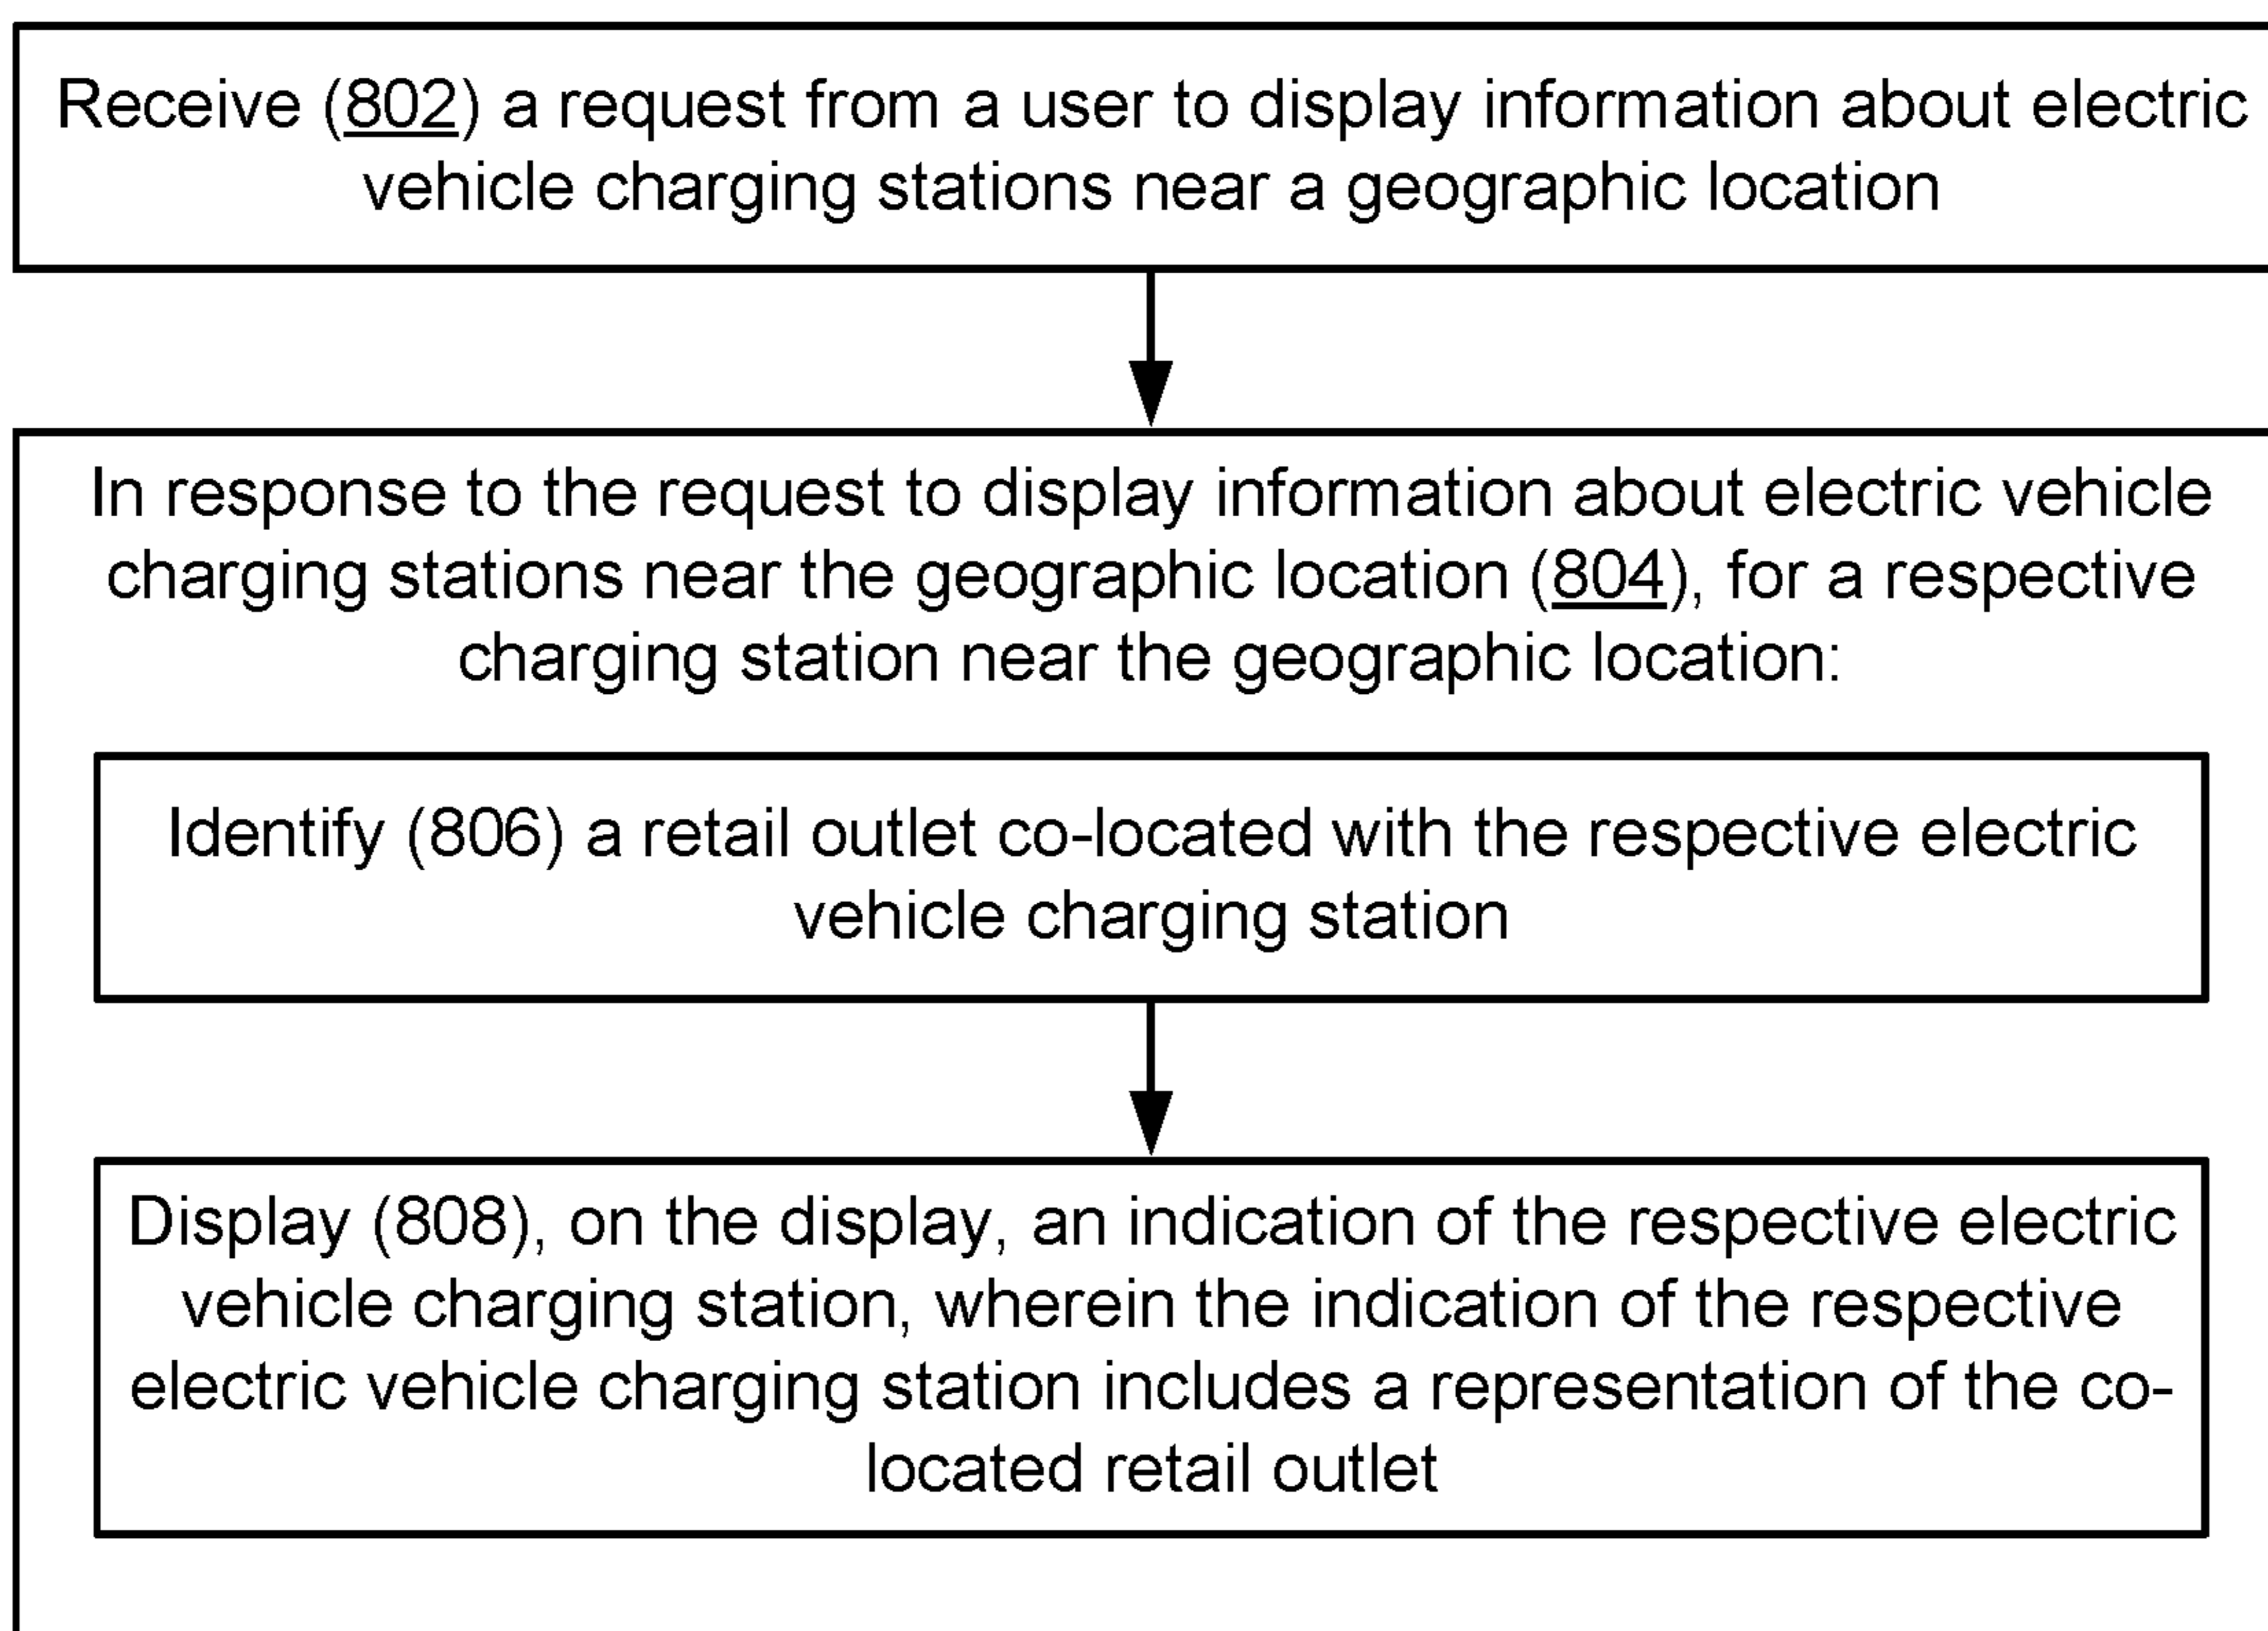 Receive (802) a request from a user to display information about electric
vehicle charging stations near a geographic location
In response to the request to display information about electric vehicle
charging stations near the geographic location (804), for a respective
charging station near the geographic location:
Identify (806) a retail outlet co-located with the respective electric
vehicle charging station
Display (808), on the display, an indication of the respective electric
vehicle charging station, wherein the indication of the respective
electric vehicle charging station includes a representation of the co-
located retail outlet